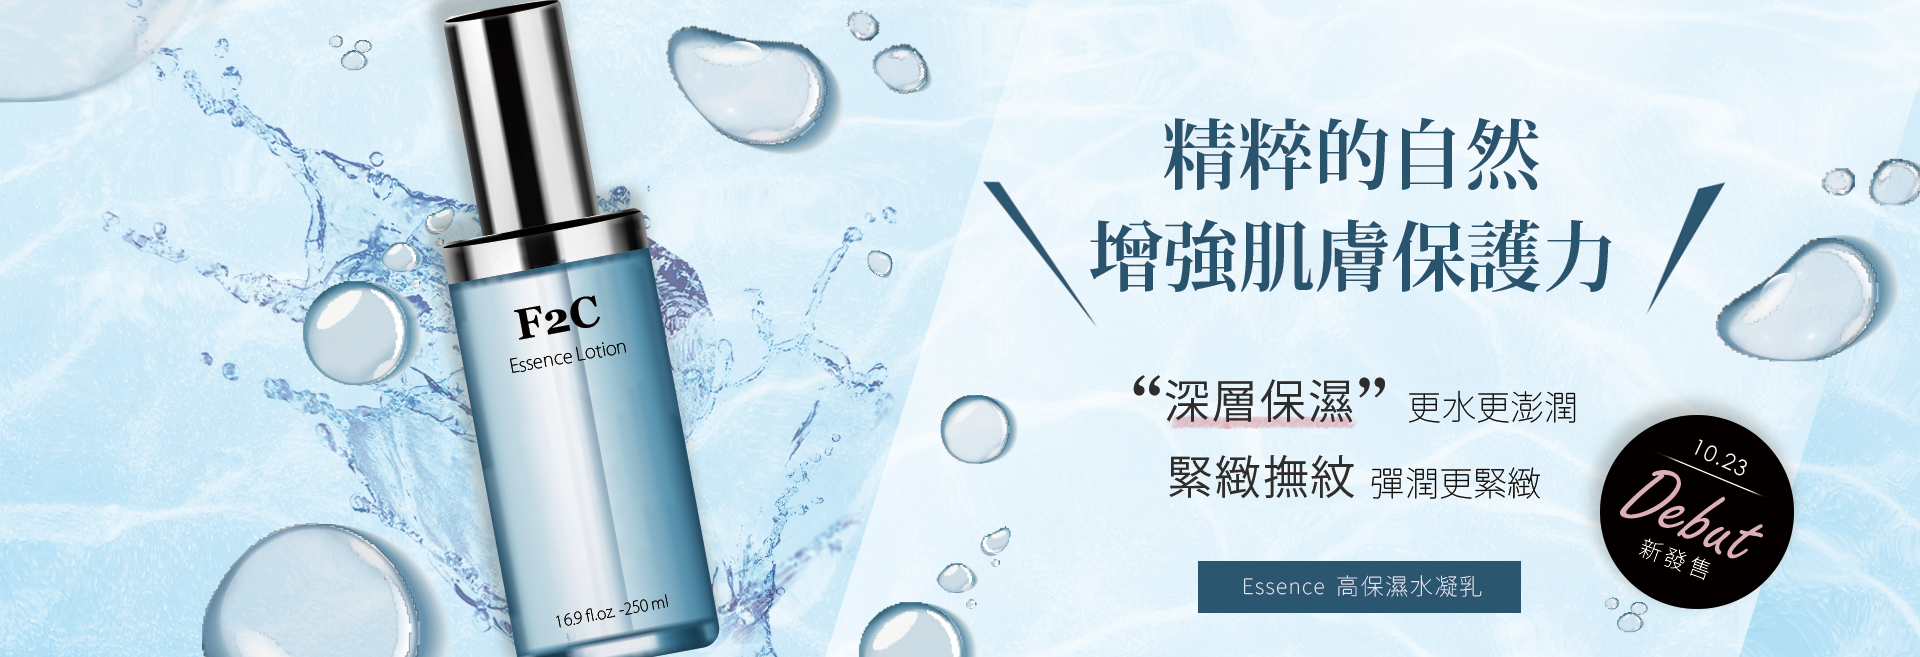 F2C
Essence Lotion
16.9 fl.oz. -250 ml
精粹的自然
增強肌膚保護力
“深層保濕” 更水更澎潤
緊緻撫紋 彈潤更緊緻
Essence 高保濕水凝乳
10.23
Debut
新發售